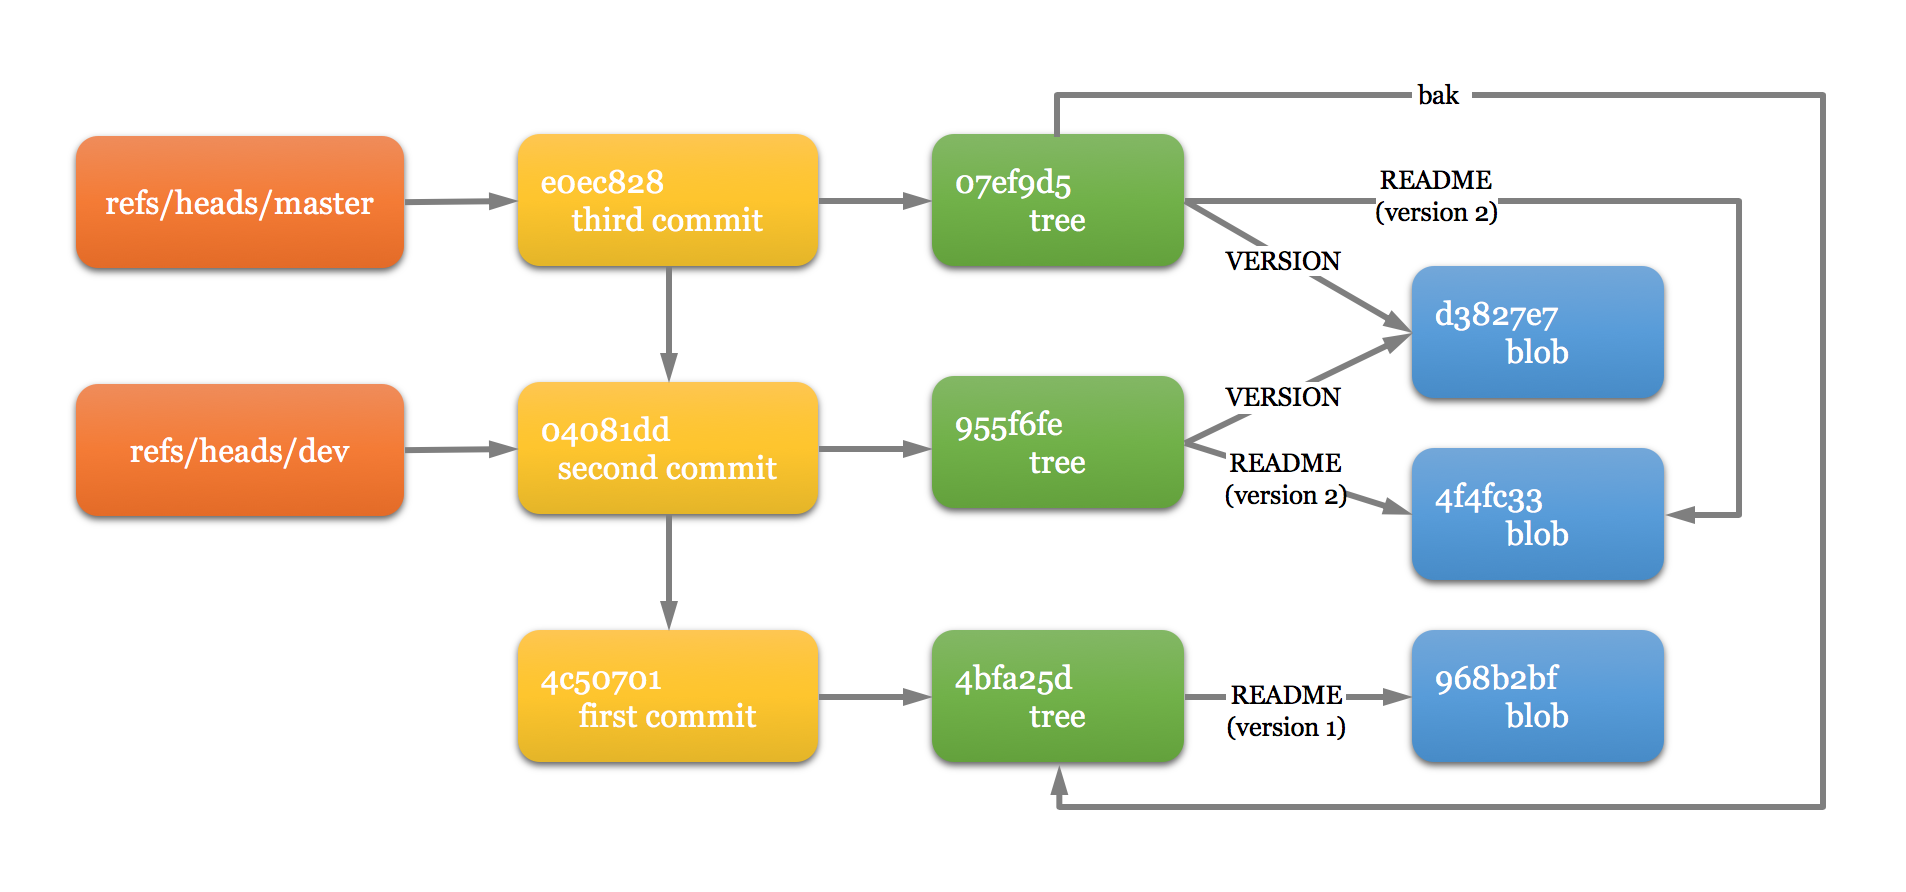 bak
refs/heads/master
e0ec828
third commit
07ef9d5
tree
README
(version 2)
VERSION
d3827e7
blob
refs/heads/dev
04081dd
second commit
955f6fe
tree
VERSION
README
(version 2)
4f4fc33
blob
4c50701
first commit
4bfa25d
tree
README
(version 1)
968b2bf
blob